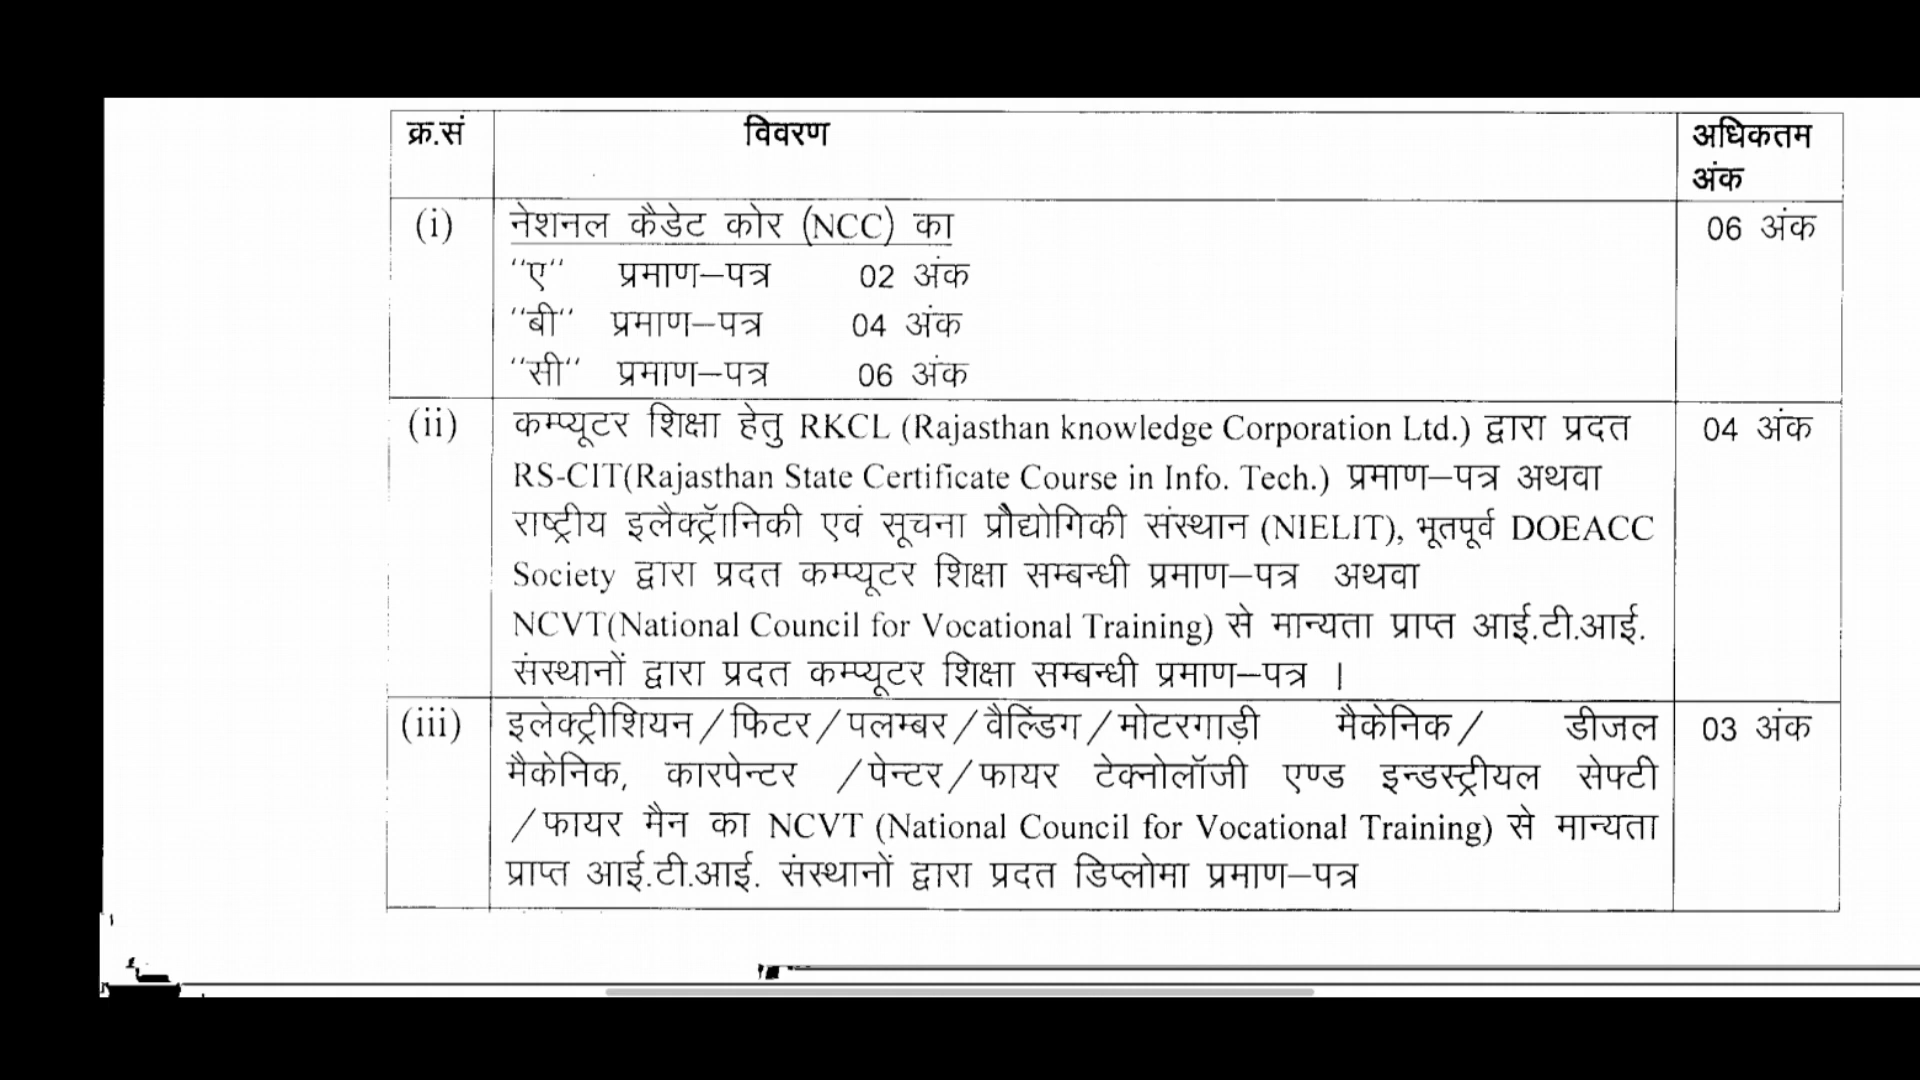 क्र.सं विवरण अधिकतम
अंक
(i) नेशनल कैडेट कोर (NCC) का 06 अंक
"ए" प्रमाण–पत्र 02 अंक
"बी" प्रमाण–पत्र 04 अंक
"सी" प्रमाण–पत्र 06 अंक
(ii) कम्प्यूटर शिक्षा हेतु RKCL (Rajasthan knowledge Corporation Ltd.) द्वारा प्रदत 04 अंक
RS-CIT(Rajasthan State Certificate Course in Info. Tech.) प्रमाण–पत्र अथवा
राष्ट्रीय इलैक्ट्रॅानिकी एवं सूचना प्रौद्योगिकी संस्थान (NIELIT), भूतपूर्व DOEACC
Society द्वारा प्रदत कम्प्यूटर शिक्षा सम्बन्धी प्रमाण–पत्र अथवा
NCVT(National Council for Vocational Training) से मान्यता प्राप्त आई.टी.आई.
संस्थानों द्वारा प्रदत कम्प्यूटर शिक्षा सम्बन्धी प्रमाण–पत्र ।
(iii) इलेक्ट्रीशियन/फिटर/पलम्बर/वैल्डिंग/मोटरगाड़ी मैकेनिक/ डीजल 03 अंक
मैकेनिक, कारपेन्टर /पेन्टर/फायर टेक्नोलॉजी एण्ड इन्डस्ट्रीयल सेफ्टी
/फायर मैन का NCVT (National Council for Vocational Training) से मान्यता
प्राप्त आई.टी.आई. संस्थानों द्वारा प्रदत डिप्लोमा प्रमाण–पत्र